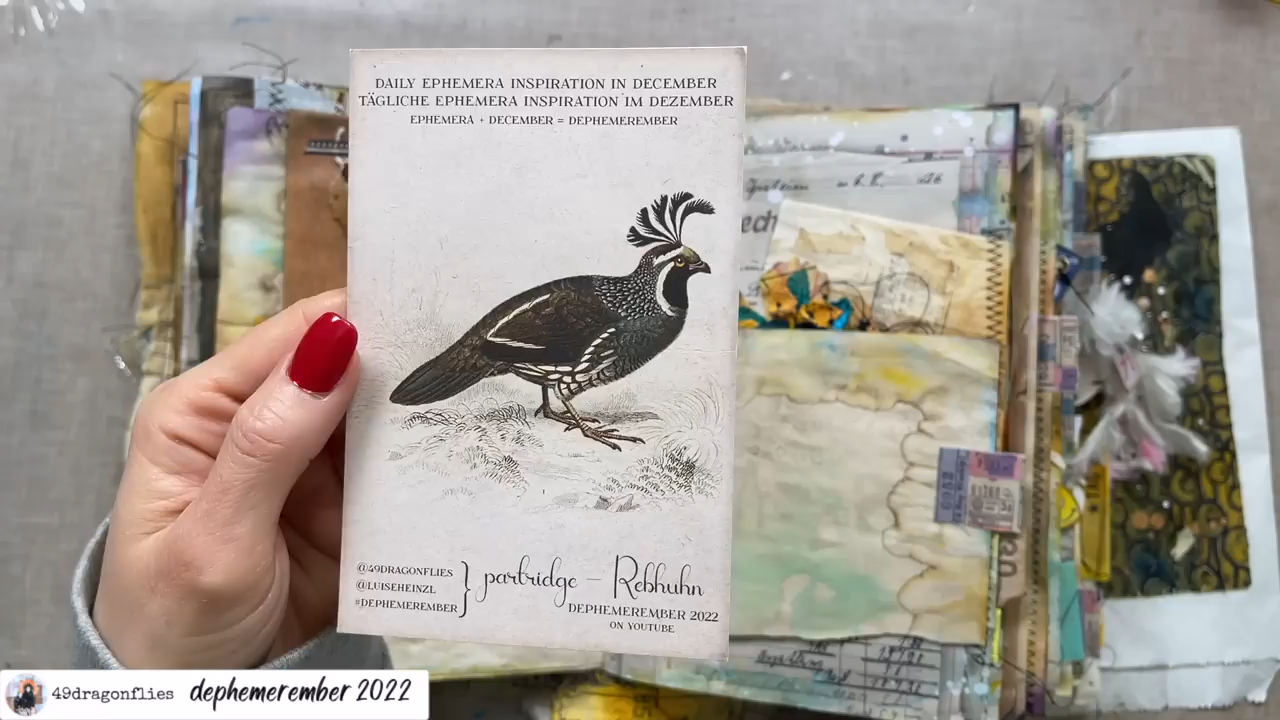 DAILY EPHEMERA INSPIRATION IN DECEMBER
TÄGLICHE EPHEMERA INSPIRATION IM DEZEMBER
EPHEMERA + DECEMBER = DEPHEMEREMBER
@49DRAGONFLIES
@LUISEHEINZL
#DEPHEMEREMBER
partridge – Rebhuhn
DEPHEMEREMBER 2022
ON YOUTUBE
49dragonflies dephemerember 2022